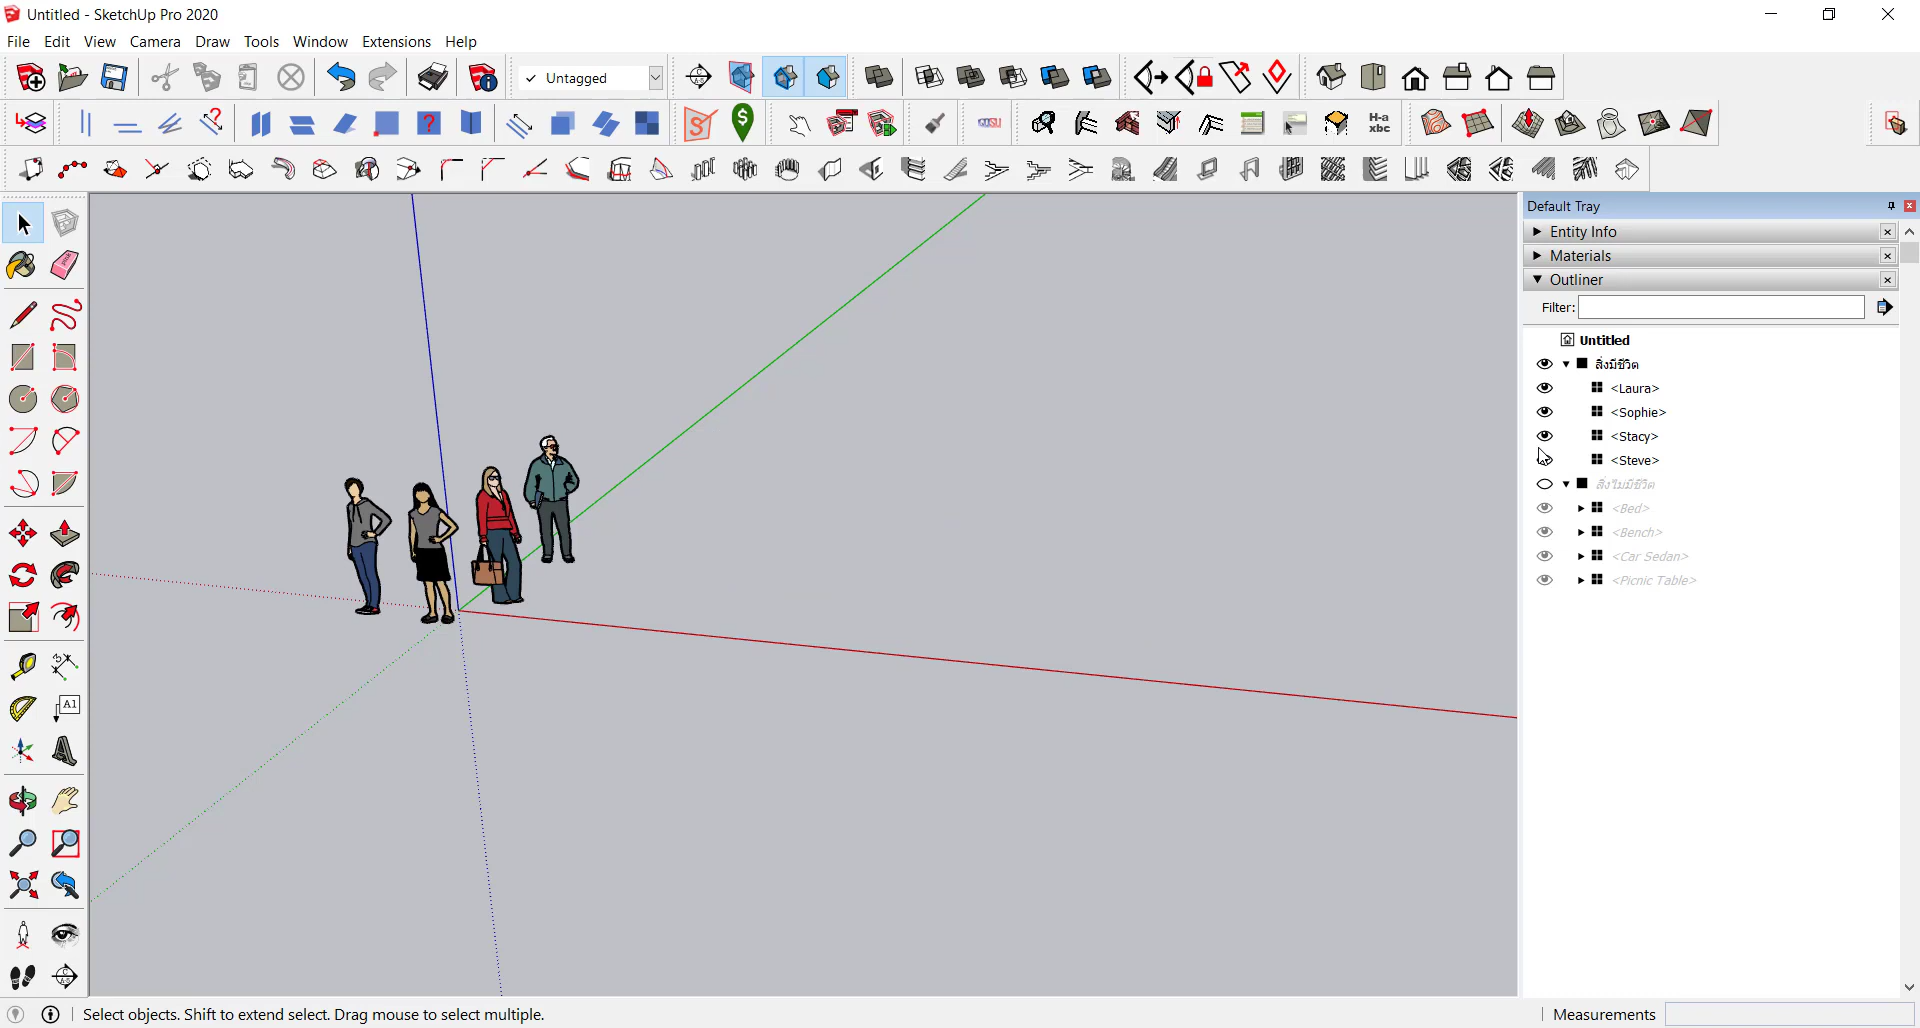 Untitled - SketchUp Pro 2020
File Edit View Camera Draw Tools Window Extensions Help
Untagged
H-a
xbc
A1
Default Tray
Entity Info
Materials
Outliner
Filter:
Untitled
สิ่งมีชีวิต
<Laura>
<Sophie>
<Stacy>
<Steve>
สิ่งไม่มีชีวิต
<Bed>
<Bench>
<Car Sedan>
<Picnic Table>
Select objects. Shift to extend select. Drag mouse to select multiple.
Measurements